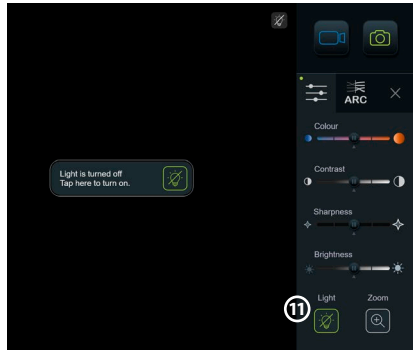 ARC
Colour
Light is turned off
Tap here to turn on.
Contrast
Sharpness
Brightness
Light Zoom
11